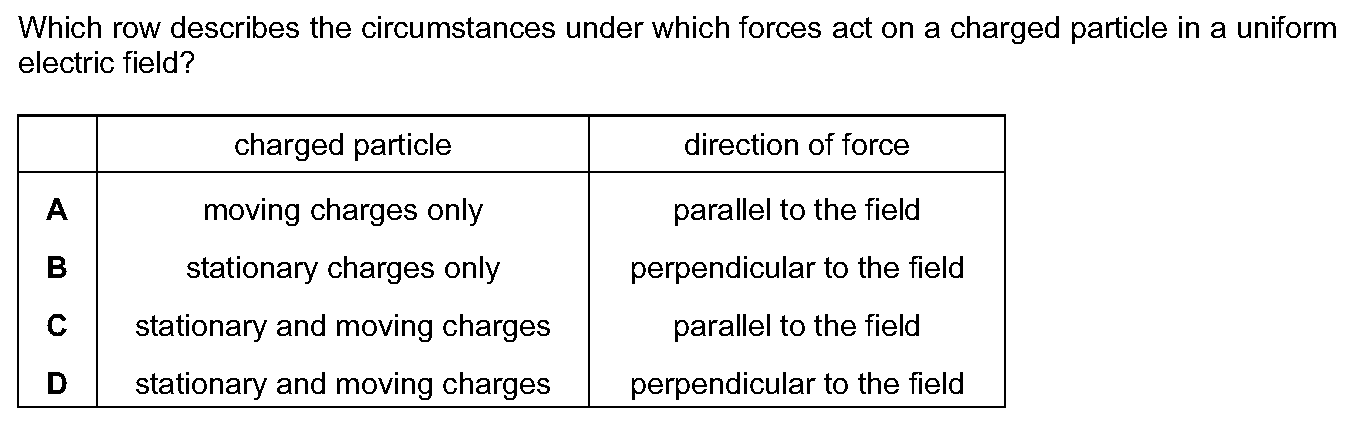 Which row describes the circumstances under which forces act on a charged particle in a uniform
electric field?
charged particle direction of force
A moving charges only parallel to the field
B stationary charges only perpendicular to the field
C stationary and moving charges parallel to the field
D stationary and moving charges perpendicular to the field